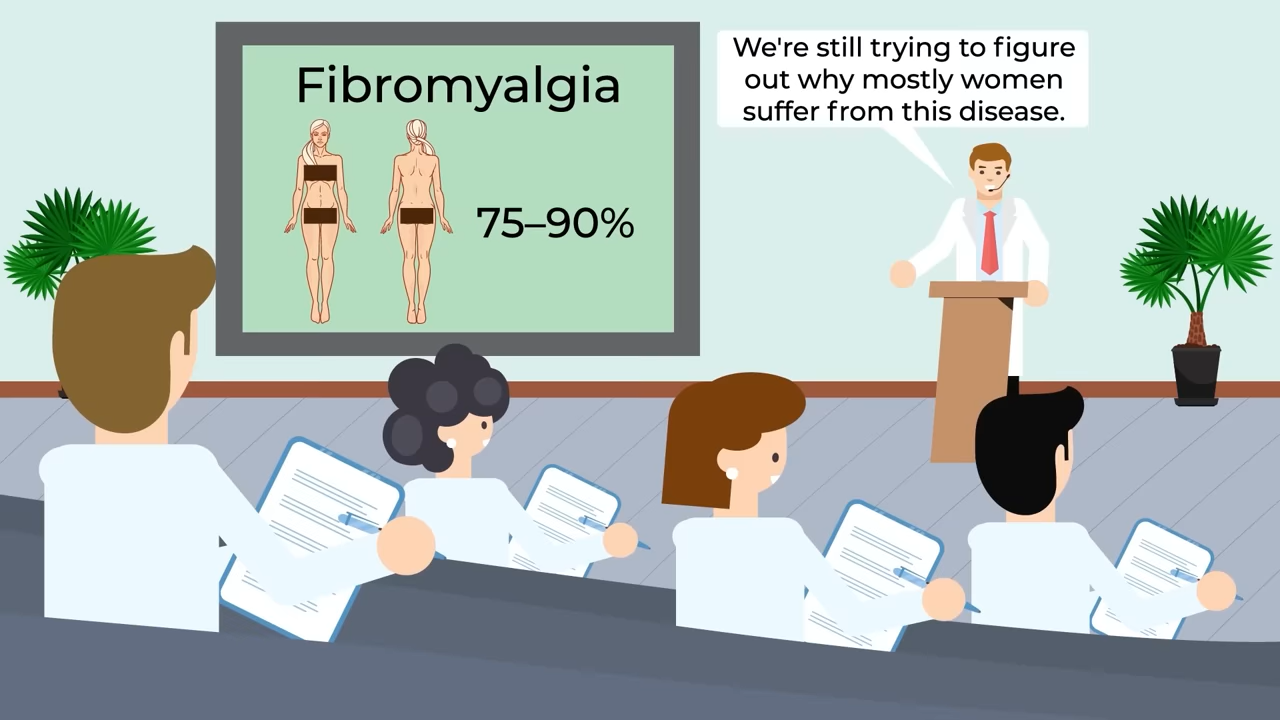 Fibromyalgia
75–90%
We're still trying to figure
out why mostly women
suffer from this disease.